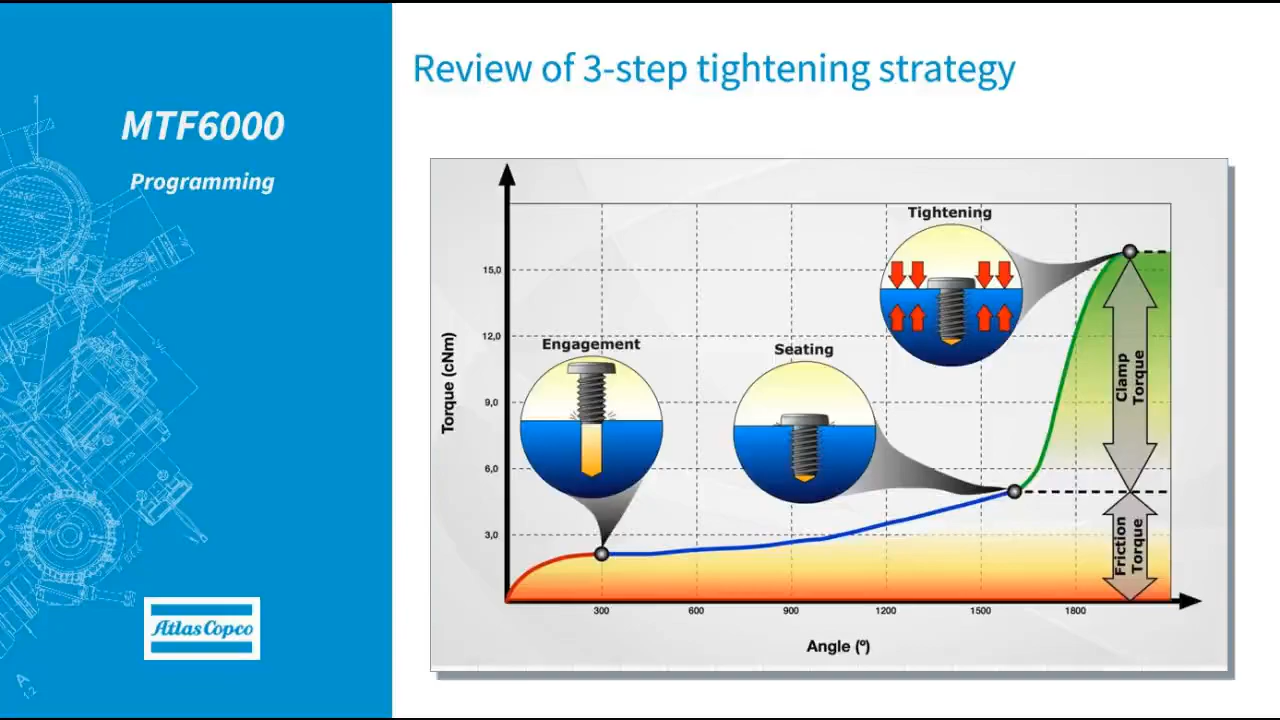 Review of 3-step tightening strategy
MTF6000
Programming
Atlas Copco
Tightening
Engagement
Seating
Torque (cNm)
15,0
12,0
9,0
6,0
3,0
300
600
900
1200
1500
1800
Angle (º)
Clamp
Torque
Friction
Torque